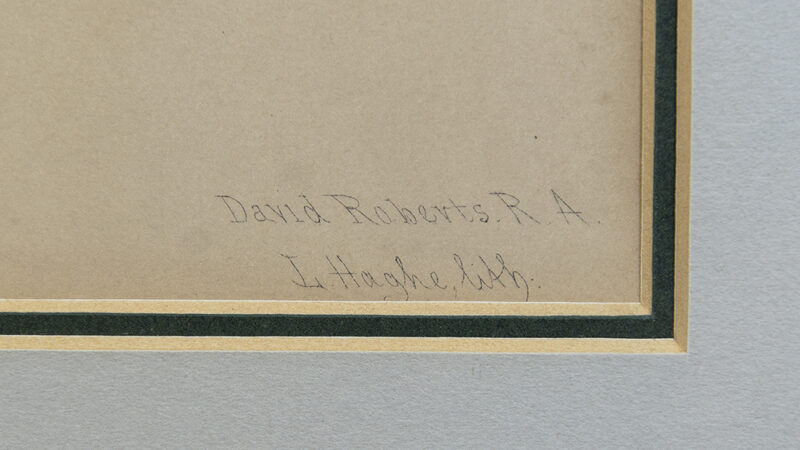 David Roberts. R. A.
L. Haghe, lith.